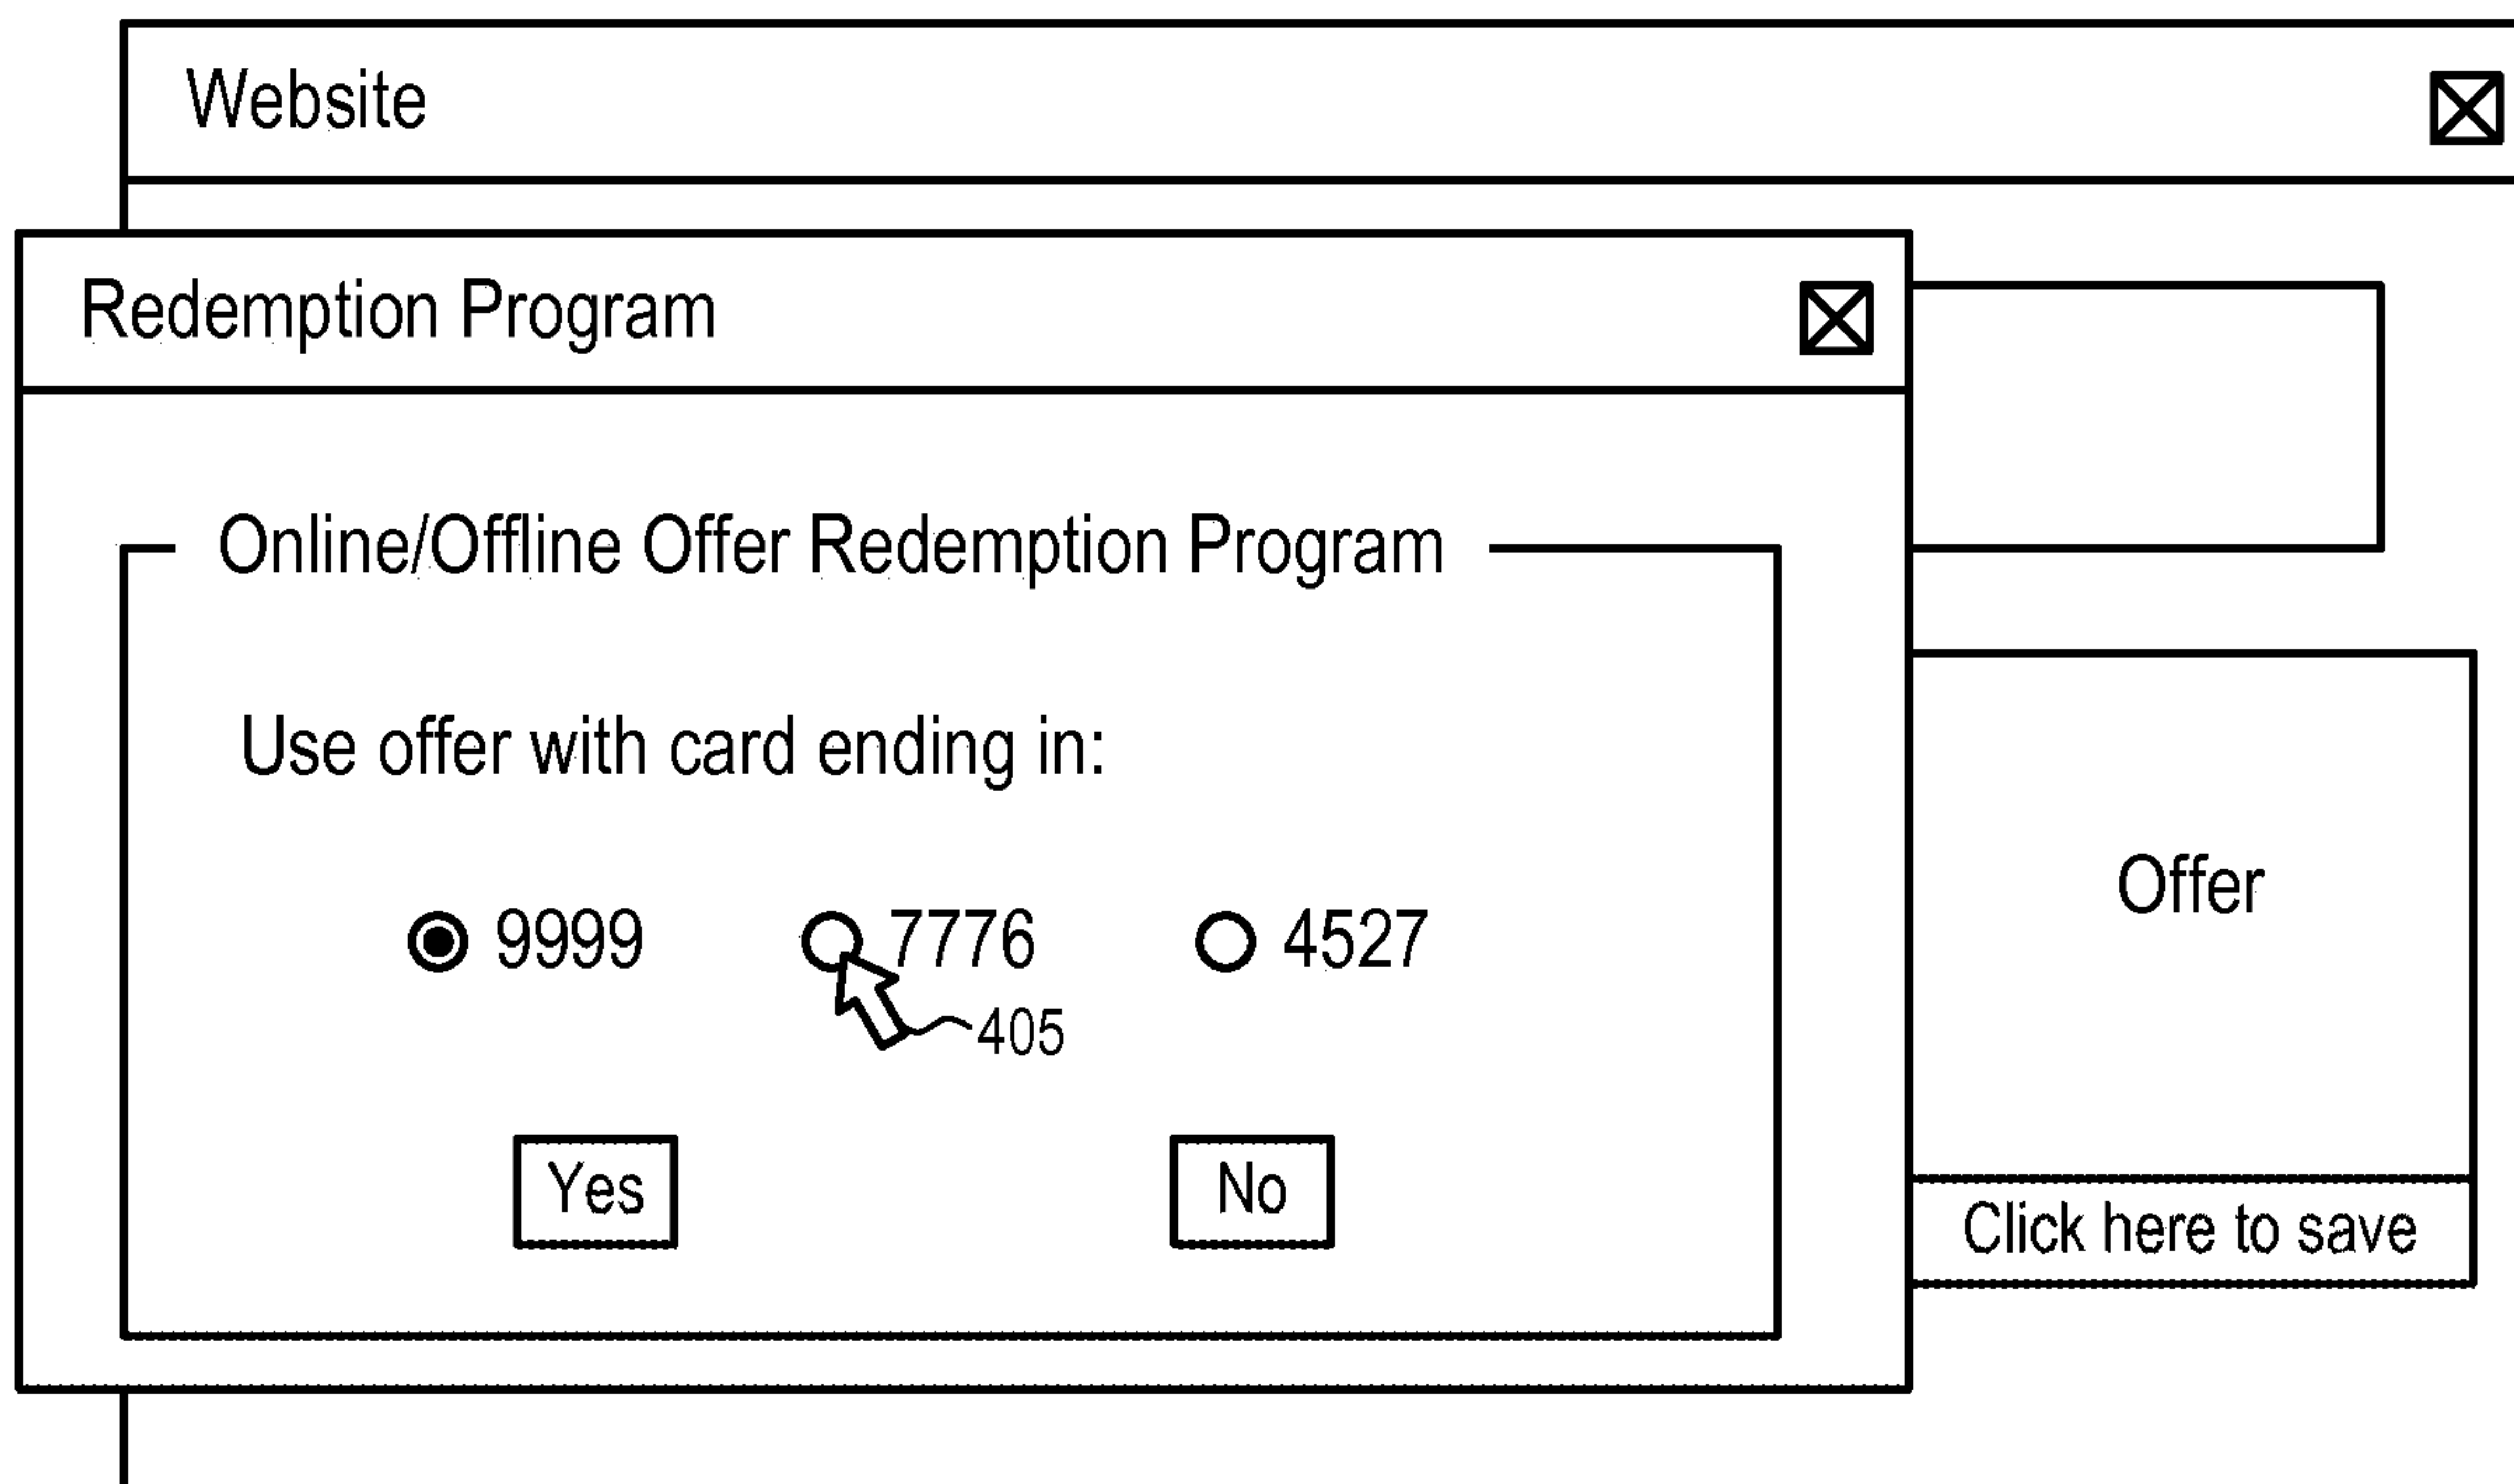 Website
Redemption Program
Online/Offline Offer Redemption Program
Use offer with card ending in:
9999 7776 4527
405
Yes No
Offer
Click here to save